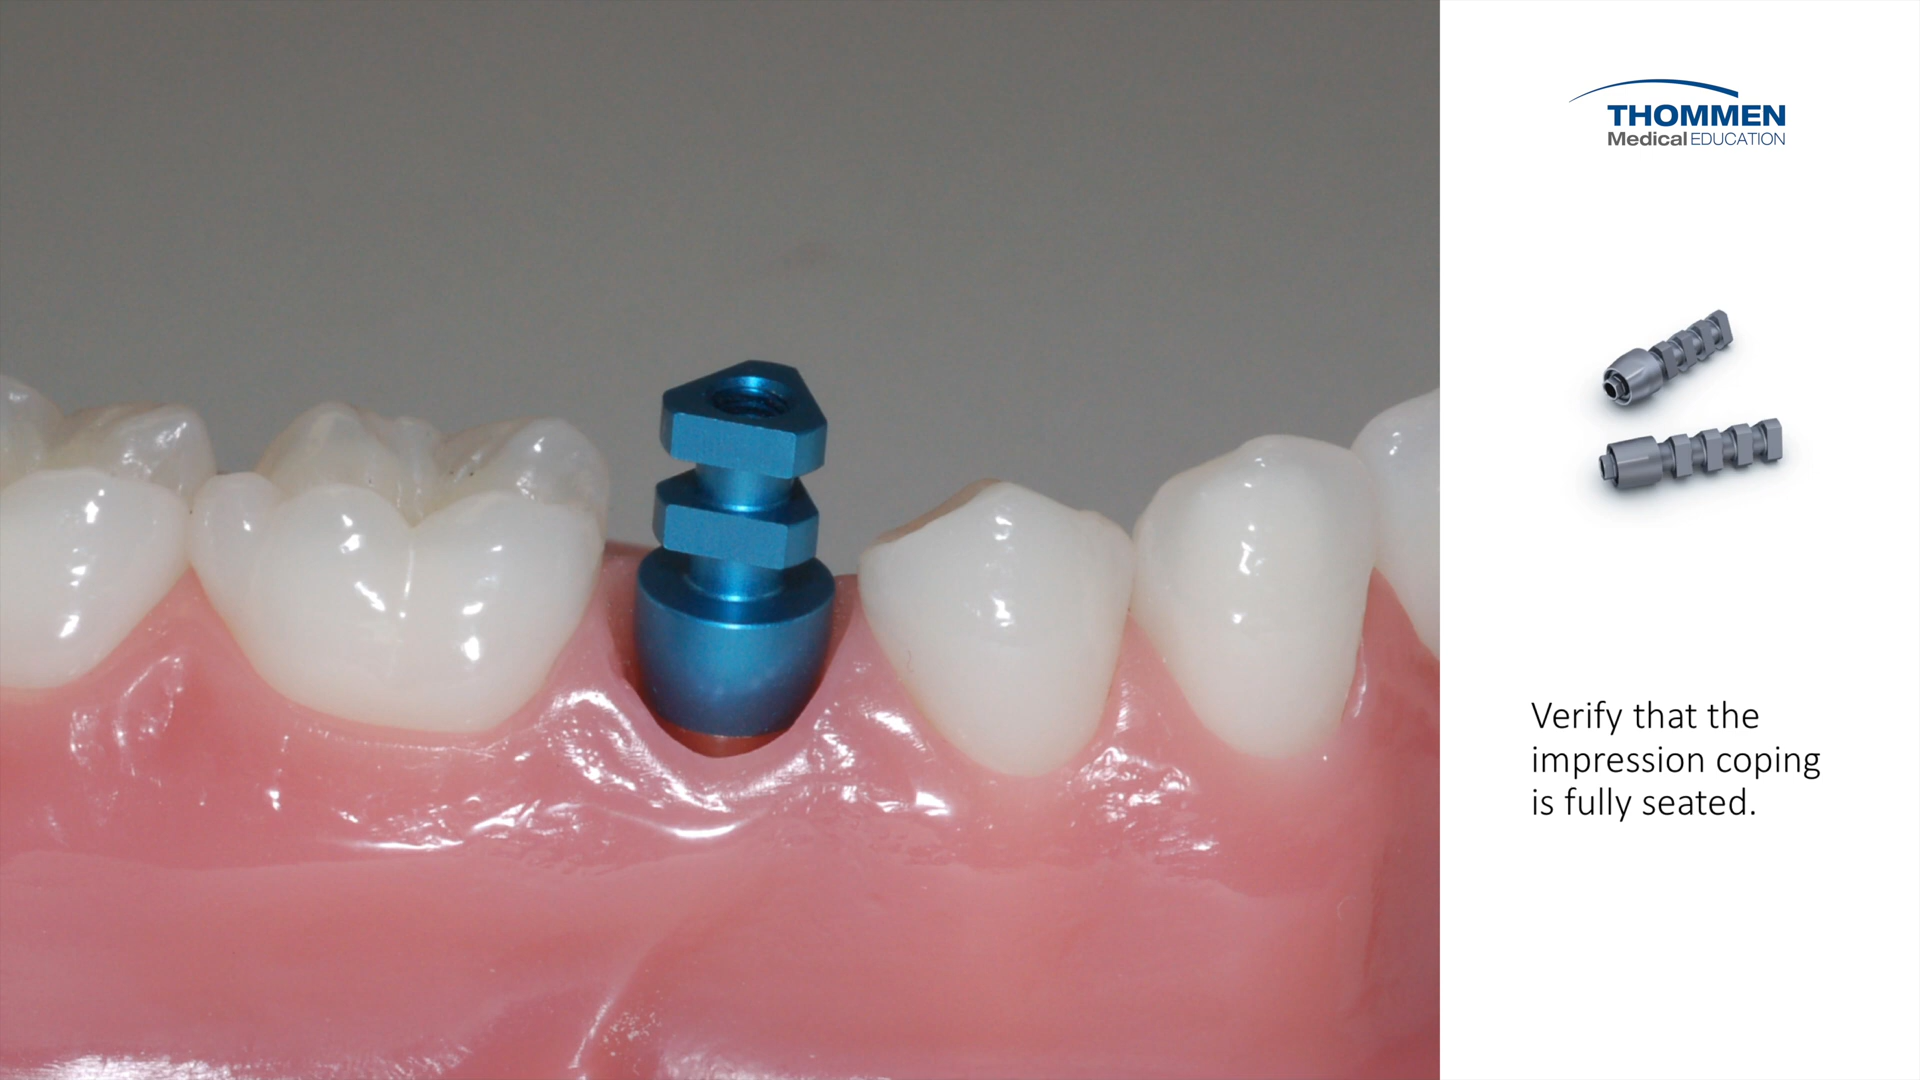 THOMMEN
Medical EDUCATION
Verify that the
impression coping
is fully seated.